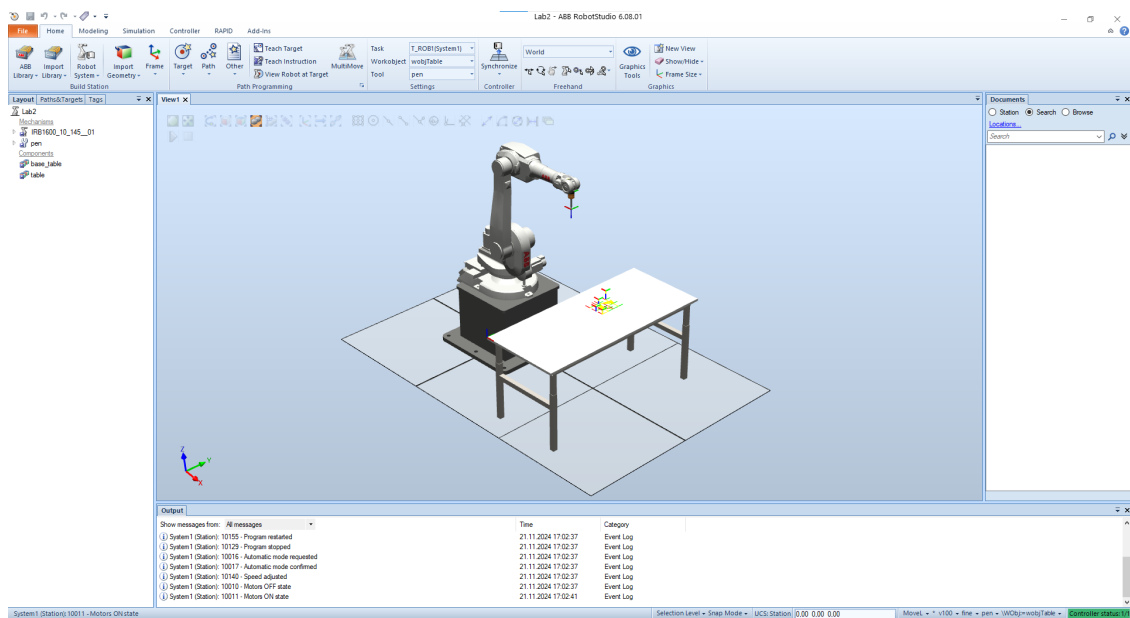 Lab2 - ABB RobotStudio 6.08.01
File Home Modeling Simulation Controller RAPID Add-Ins
ABB Library
Import Library
Robot System
Import Geometry
Frame
Build Station
Target
Path
Other
Teach Target
Teach Instruction
View Robot at Target
MultiMove
Path Programming
Task T_ROB1(System1)
Workobject wobjTable
Tool pen
Settings
Synchronize
Controller
World
Freehand
Graphics Tools
New View
Show/Hide
Frame Size
Graphics
Layout Paths&Targets Tags
Lab2
Mechanisms
IRB1600_10_145__01
pen
Components
base_table
table
View1
Z
Y
X
Documents
Station Search Browse
Locations...
Search
Output
Show messages from: All messages Time Category
System1 (Station): 10155 - Program restarted 21.11.2024 17:02:37 Event Log
System1 (Station): 10129 - Program stopped 21.11.2024 17:02:37 Event Log
System1 (Station): 10016 - Automatic mode requested 21.11.2024 17:02:37 Event Log
System1 (Station): 10017 - Automatic mode confirmed 21.11.2024 17:02:37 Event Log
System1 (Station): 10140 - Speed adjusted 21.11.2024 17:02:37 Event Log
System1 (Station): 10010 - Motors OFF state 21.11.2024 17:02:37 Event Log
System1 (Station): 10011 - Motors ON state 21.11.2024 17:02:41 Event Log
System1 (Station): 10011 - Motors ON state Selection Level Snap Mode UCS: Station 0.00 0.00 0.00 MoveL * v100 fine pen \WObj:=wobjTable Controller status: 1/1